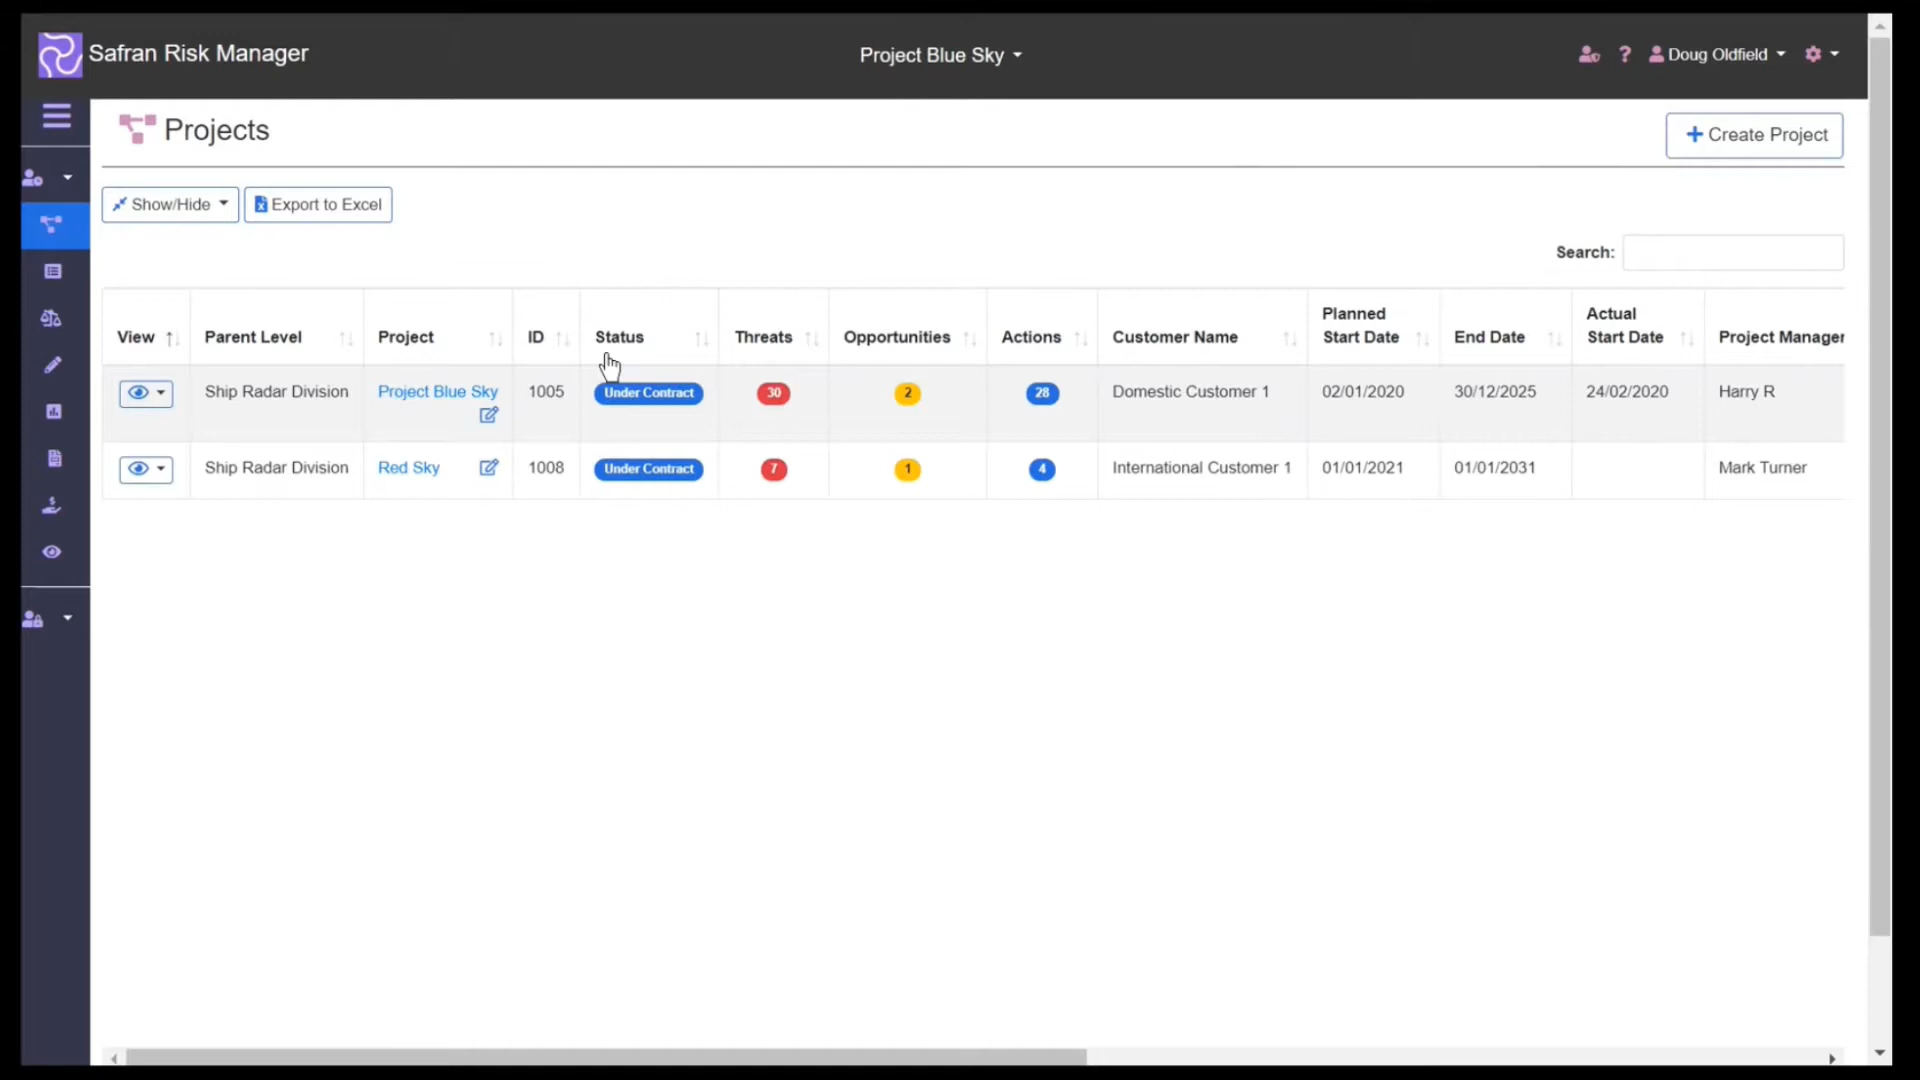 Safran Risk Manager
Project Blue Sky
?
Doug Oldfield
Projects
+ Create Project
Show/Hide
Export to Excel
Search:
View
Parent Level
Project
ID
Status
Threats
Opportunities
Actions
Customer Name
Planned
Start Date
End Date
Actual
Start Date
Project Manager
Ship Radar Division
Project Blue Sky
1005
Under Contract
30
2
28
Domestic Customer 1
02/01/2020
30/12/2025
24/02/2020
Harry R
Ship Radar Division
Red Sky
1008
Under Contract
7
1
4
International Customer 1
01/01/2021
01/01/2031
Mark Turner